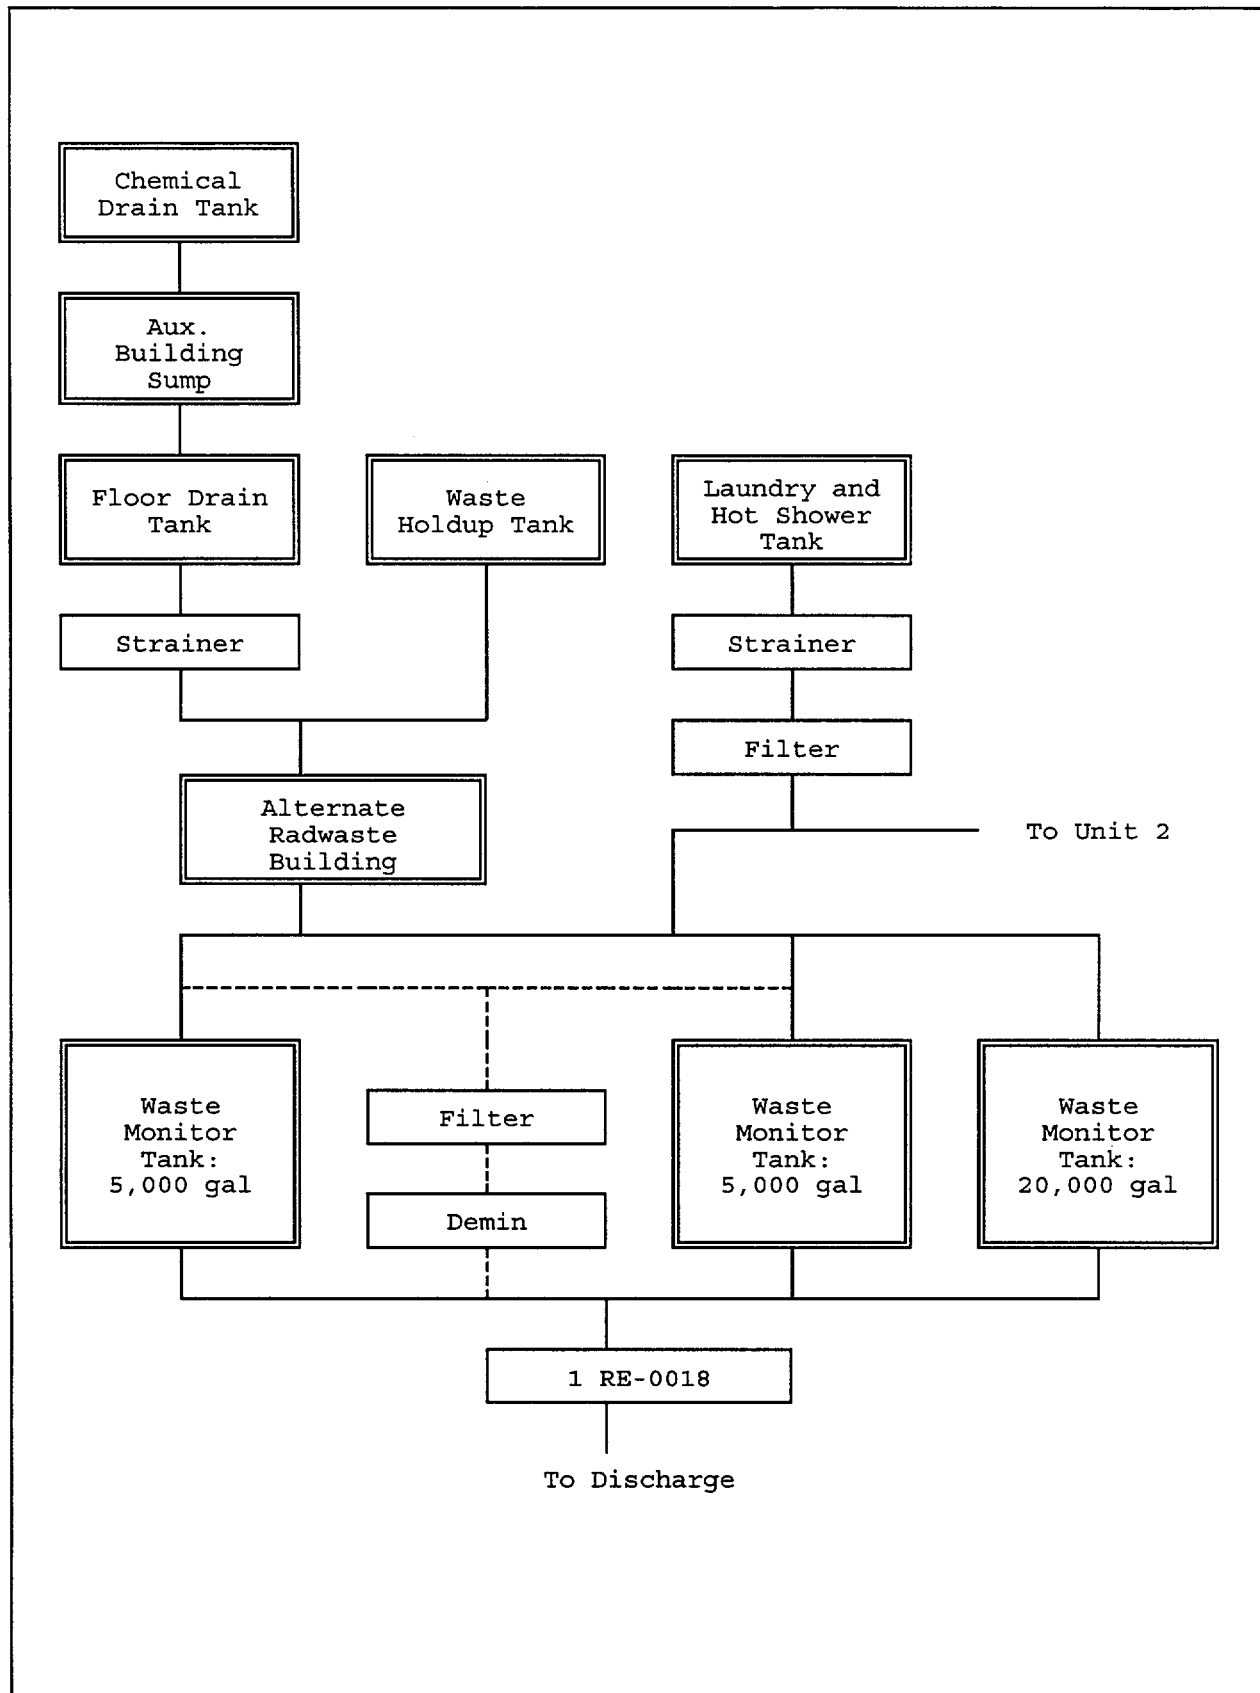 Chemical
Drain Tank
Aux.
Building
Sump
Floor Drain
Tank
Waste
Holdup Tank
Laundry and
Hot Shower
Tank
Strainer
Strainer
Filter
Alternate
Radwaste
Building
To Unit 2
Waste
Monitor
Tank:
5,000 gal
Filter
Demin
Waste
Monitor
Tank:
5,000 gal
Waste
Monitor
Tank:
20,000 gal
1 RE-0018
To Discharge